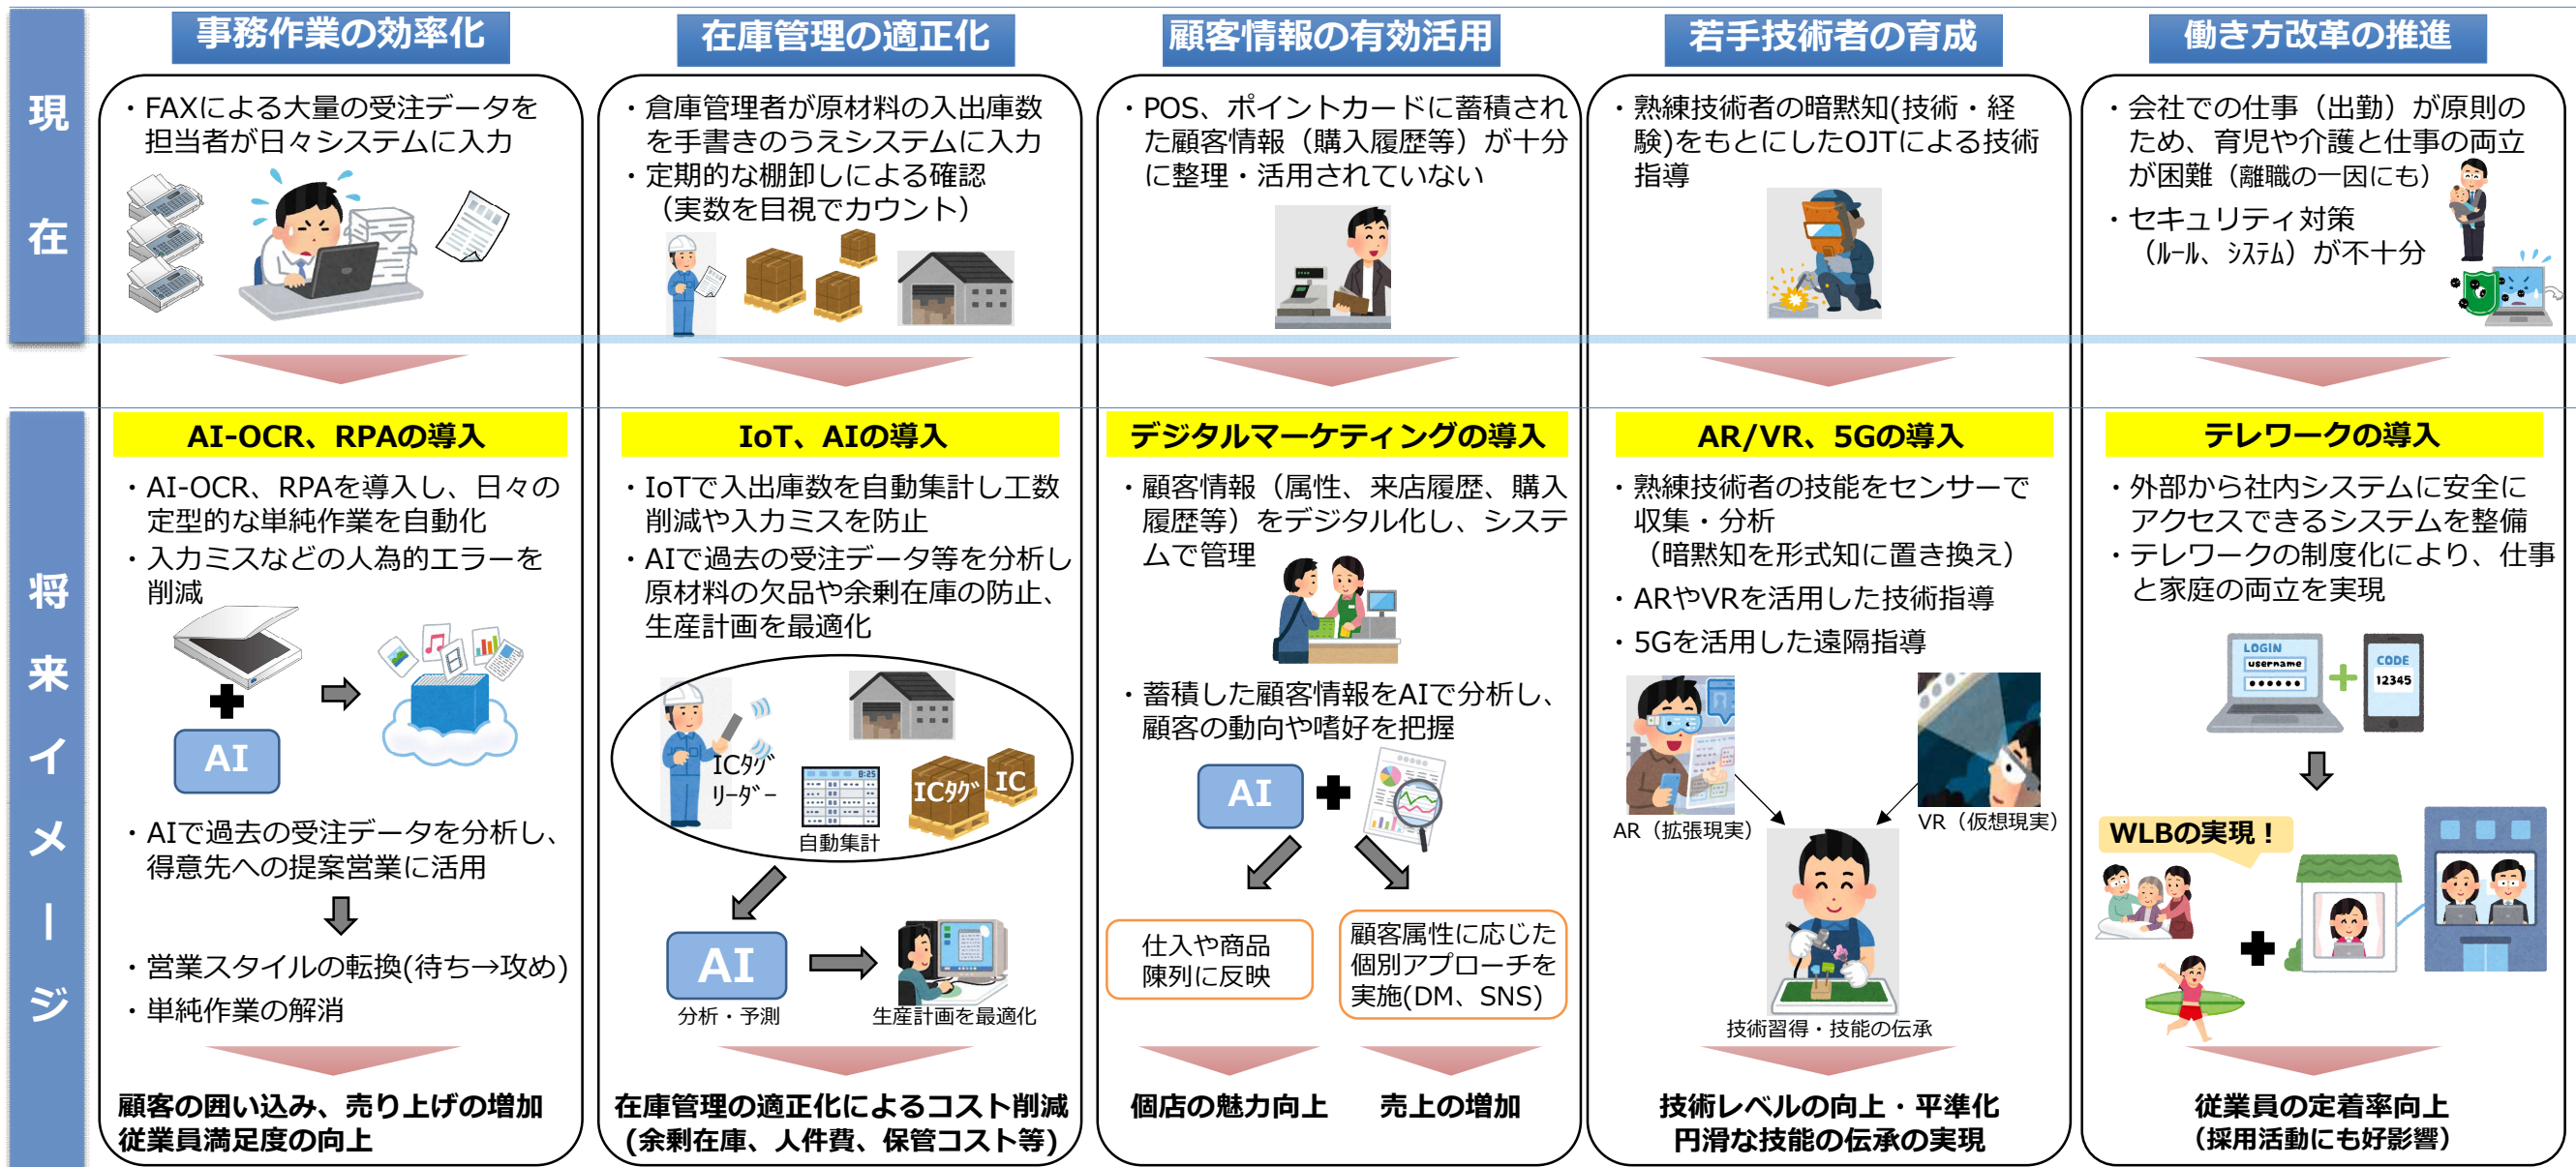 事務作業の効率化
在庫管理の適正化
顧客情報の有効活用
若手技術者の育成
働き方改革の推進
現在
・FAXによる大量の受注データを
担当者が日々システムに入力
・倉庫管理者が原材料の入出庫数
を手書きのうえシステムに入力
・定期的な棚卸しによる確認
（実数を目視でカウント）
・POS、ポイントカードに蓄積され
た顧客情報（購入履歴等）が十分
に整理・活用されていない
・熟練技術者の暗黙知(技術・経
験)をもとにしたOJTによる技術
指導
・会社での仕事（出勤）が原則の
ため、育児や介護と仕事の両立
が困難（離職の一因にも）
・セキュリティ対策
（ﾙｰﾙ、ｼｽﾃﾑ）が不十分
将来イメージ
AI-OCR、RPAの導入
・AI-OCR、RPAを導入し、日々の
定型的な単純作業を自動化
・入力ミスなどの人為的エラーを
削減
AI
・AIで過去の受注データを分析し、
得意先への提案営業に活用
・営業スタイルの転換(待ち→攻め)
・単純作業の解消
顧客の囲い込み、売り上げの増加
従業員満足度の向上
IoT、AIの導入
・IoTで入出庫数を自動集計し工数
削減や入力ミスを防止
・AIで過去の受注データ等を分析し
原材料の欠品や余剰在庫の防止、
生産計画を最適化
ICﾀｸﾞ
ﾘｰﾀﾞｰ
8:25
自動集計
ICﾀｸﾞ
IC
AI
分析・予測
生産計画を最適化
在庫管理の適正化によるコスト削減
(余剰在庫、人件費、保管コスト等)
デジタルマーケティングの導入
・顧客情報（属性、来店履歴、購入
履歴等）をデジタル化し、システ
ムで管理
・蓄積した顧客情報をAIで分析し、
顧客の動向や嗜好を把握
AI
仕入や商品
陳列に反映
顧客属性に応じた
個別アプローチを
実施(DM、SNS)
個店の魅力向上
売上の増加
AR/VR、5Gの導入
・熟練技術者の技能をセンサーで
収集・分析
（暗黙知を形式知に置き換え）
・ARやVRを活用した技術指導
・5Gを活用した遠隔指導
AR（拡張現実）
VR（仮想現実）
技術習得・技能の伝承
技術レベルの向上・平準化
円滑な技能の伝承の実現
テレワークの導入
・外部から社内システムに安全に
アクセスできるシステムを整備
・テレワークの制度化により、仕事
と家庭の両立を実現
LOGIN
username
CODE
12345
WLBの実現！
従業員の定着率向上
（採用活動にも好影響）